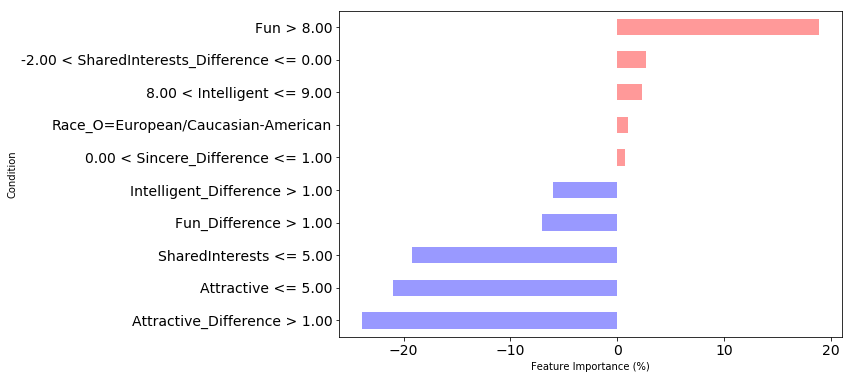 Fun > 8.00
-2.00 < SharedInterests_Difference <= 0.00
8.00 < Intelligent <= 9.00
Race_O=European/Caucasian-American
0.00 < Sincere_Difference <= 1.00
Intelligent_Difference > 1.00
Fun_Difference > 1.00
SharedInterests <= 5.00
Attractive <= 5.00
Attractive_Difference > 1.00
Condition
−20 −10 0 10 20
Feature Importance (%)